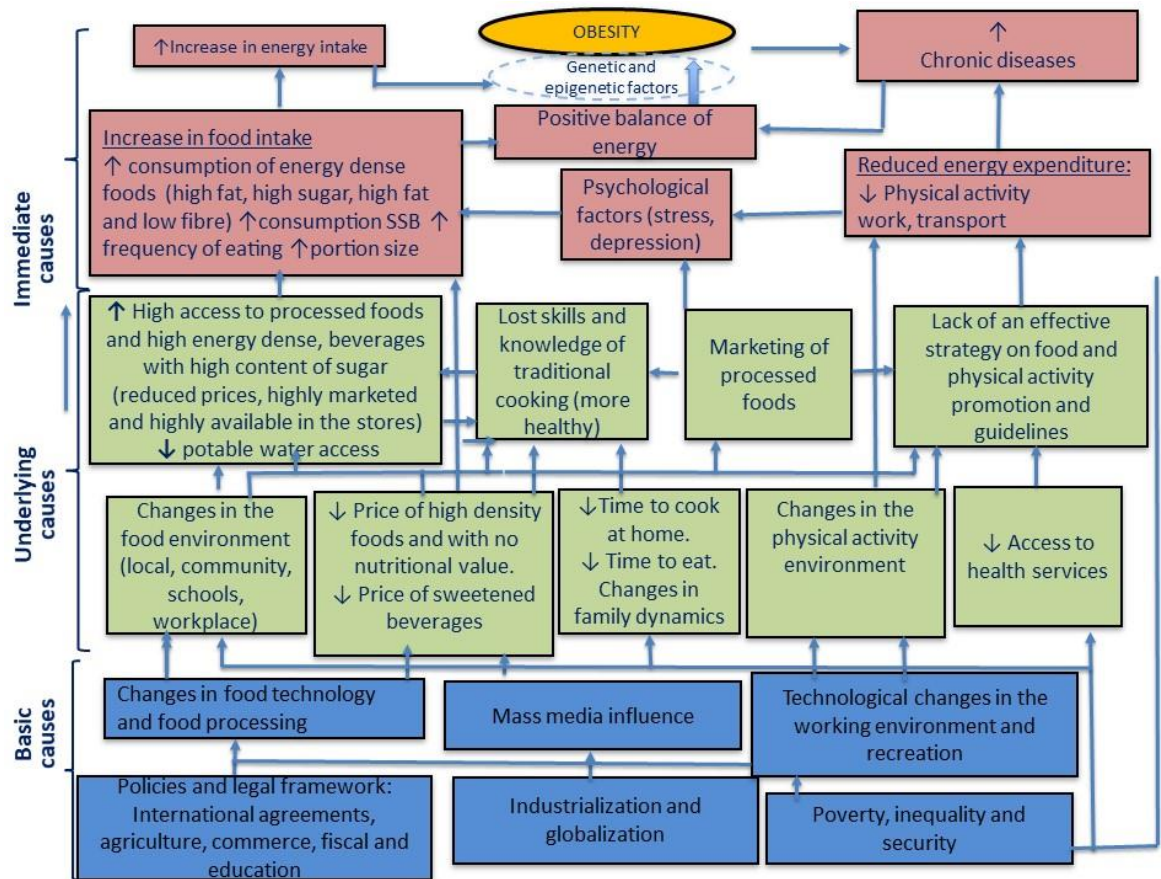 ↑Increase in energy intake
OBESITY
Genetic and
epigenetic factors
↑
Chronic diseases
Positive balance of
energy
Increase in food intake
↑ consumption of energy dense
foods (high fat, high sugar, high fat
and low fibre) ↑consumption SSB ↑
frequency of eating ↑portion size
Psychological
factors (stress,
depression)
Reduced energy expenditure:
↓ Physical activity
work, transport
Immediate
causes
↑ High access to processed foods
and high energy dense, beverages
with high content of sugar
(reduced prices, highly marketed
and highly available in the stores)
↓ potable water access
Lost skills and
knowledge of
traditional
cooking (more
healthy)
Marketing of
processed
foods
Lack of an effective
strategy on food and
physical activity
promotion and
guidelines
Underlying
causes
Changes in the
food environment
(local, community,
schools,
workplace)
↓ Price of high density
foods and with no
nutritional value.
↓ Price of sweetened
beverages
↓Time to cook
at home.
↓ Time to eat.
Changes in
family dynamics
Changes in the
physical activity
environment
↓ Access to
health services
Basic
causes
Changes in food technology
and food processing
Mass media influence
Technological changes in the
working environment and
recreation
Policies and legal framework:
International agreements,
agriculture, commerce, fiscal and
education
Industrialization and
globalization
Poverty, inequality and
security